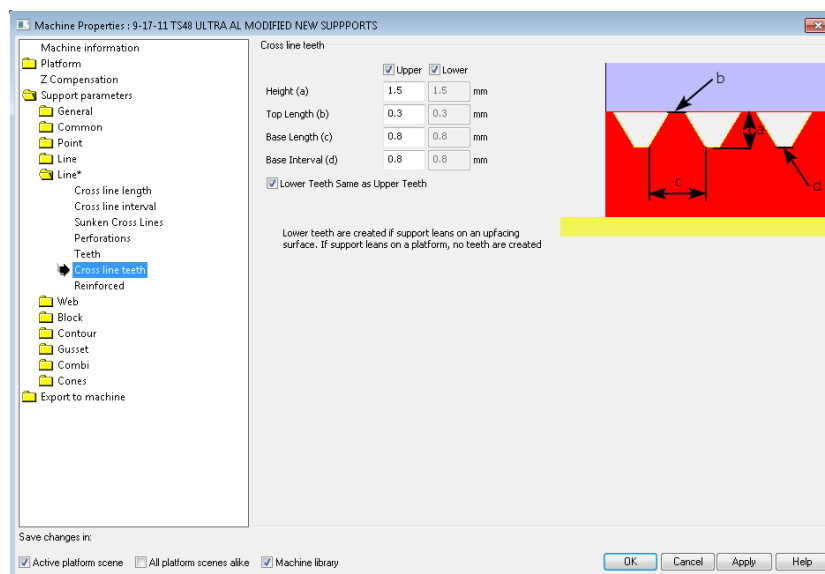 Machine Properties : 9-17-11 TS48 ULTRA AL MODIFIED NEW SUPPPORTS
Machine information
Platform
Z Compensation
Support parameters
General
Common
Point
Line
Line*
Cross line length
Cross line interval
Sunken Cross Lines
Perforations
Teeth
Cross line teeth
Reinforced
Web
Block
Contour
Gusset
Combi
Cones
Export to machine
Cross line teeth
Upper Lower
Height (a) 1.5 1.5 mm
Top Length (b) 0.3 0.3 mm
Base Length (c) 0.8 0.8 mm
Base Interval (d) 0.8 0.8 mm
Lower Teeth Same as Upper Teeth
Lower teeth are created if support leans on an upfacing
surface. If support leans on a platform, no teeth are created
b
a
c
d
Save changes in:
Active platform scene All platform scenes alike Machine library
OK Cancel Apply Help